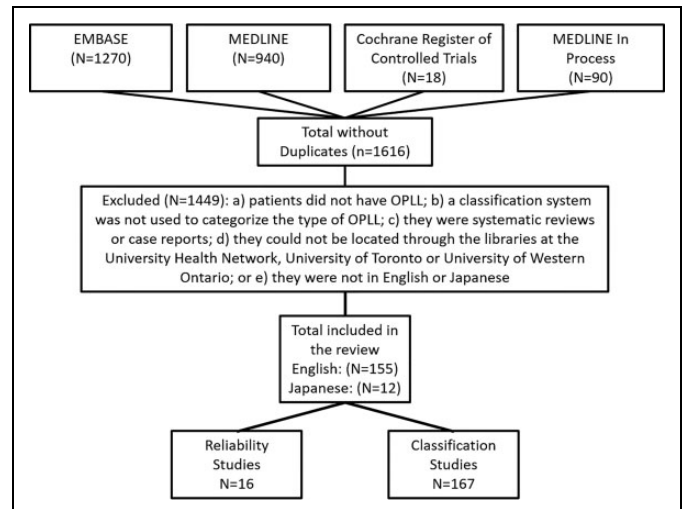 EMBASE
(N=1270)
MEDLINE
(N=940)
Cochrane Register of
Controlled Trials
(N=18)
MEDLINE In
Process
(N=90)
Total without
Duplicates (n=1616)
Excluded (N=1449): a) patients did not have OPLL; b) a classification system
was not used to categorize the type of OPLL; c) they were systematic reviews
or case reports; d) they could not be located through the libraries at the
University Health Network, University of Toronto or University of Western
Ontario; or e) they were not in English or Japanese
Total included in
the review
English: (N=155)
Japanese: (N=12)
Reliability
Studies
N=16
Classification
Studies
N=167